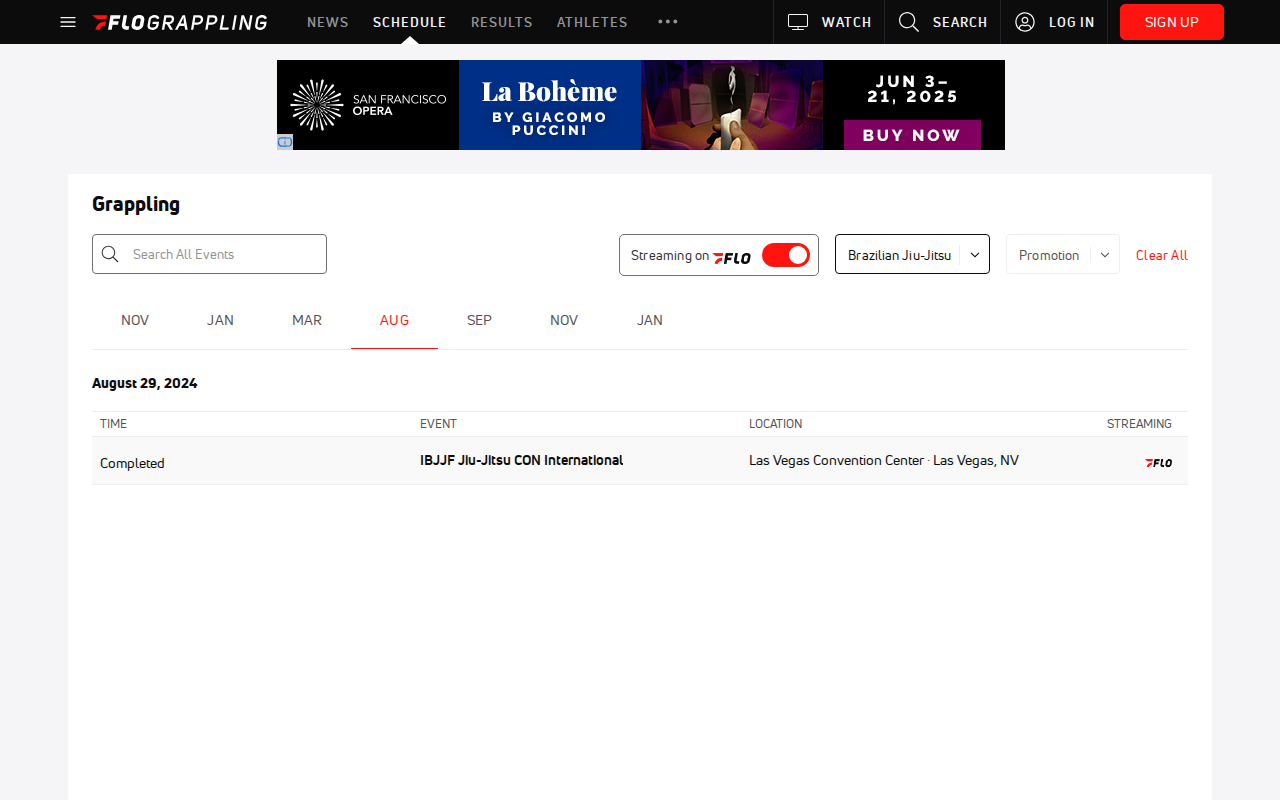 FLOGRAPPLING NEWS SCHEDULE RESULTS ATHLETES WATCH SEARCH LOG IN SIGN UP
SAN FRANCISCO
OPERA
La Bohème
BY GIACOMO
PUCCINI
JUN 3–
21, 2025
BUY NOW
Grappling
Search All Events
Streaming on FLO
Brazilian Jiu-Jitsu
Promotion
Clear All
NOV JAN MAR AUG SEP NOV JAN
August 29, 2024
TIME EVENT LOCATION STREAMING
Completed IBJJF Jiu-Jitsu CON International Las Vegas Convention Center · Las Vegas, NV FLO